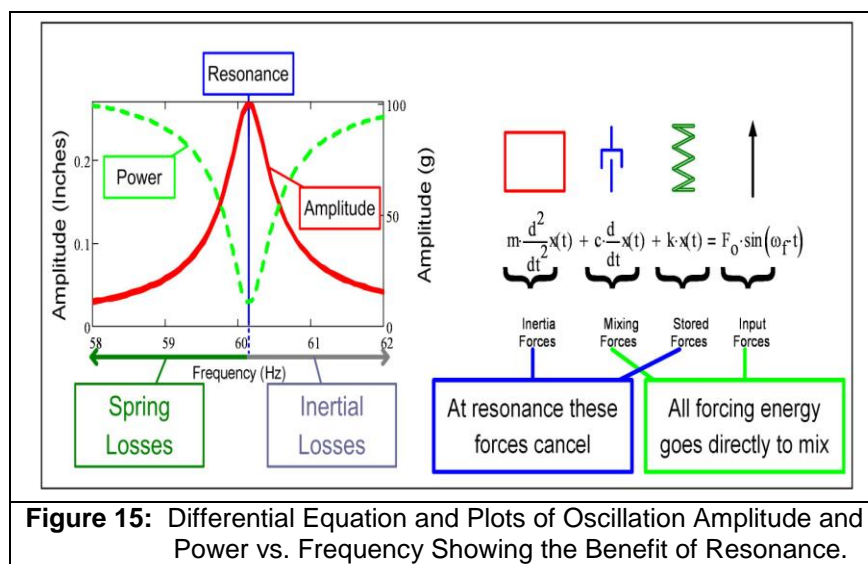 Resonance
Amplitude (Inches)
0.2
0.1
0
58
59
60
61
62
Frequency (Hz)
100
50
0
Amplitude (g)
Power
Amplitude
Spring
Losses
Inertial
Losses
m·d²/dt² x(t) + c·d/dt x(t) + k·x(t) = F₀·sin(ω_f·t)
Inertia
Forces
Mixing
Forces
Stored
Forces
Input
Forces
At resonance these
forces cancel
All forcing energy
goes directly to mix
Figure 15: Differential Equation and Plots of Oscillation Amplitude and
Power vs. Frequency Showing the Benefit of Resonance.